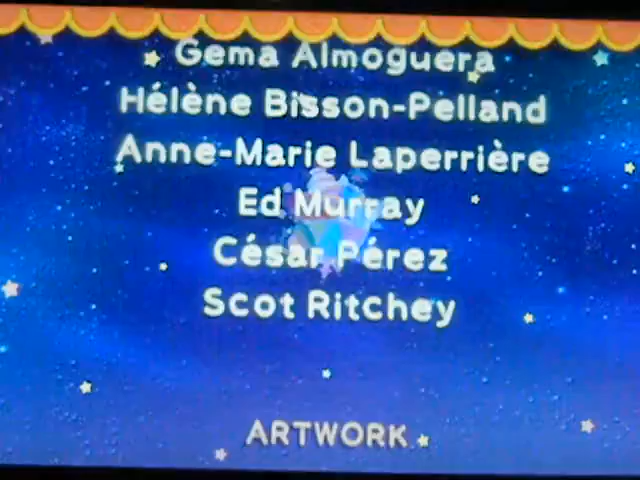 Gema Almoguera
Hélène Bisson-Pelland
Anne-Marie Laperrière
Ed Murray
César Pérez
Scot Ritchey
ARTWORK